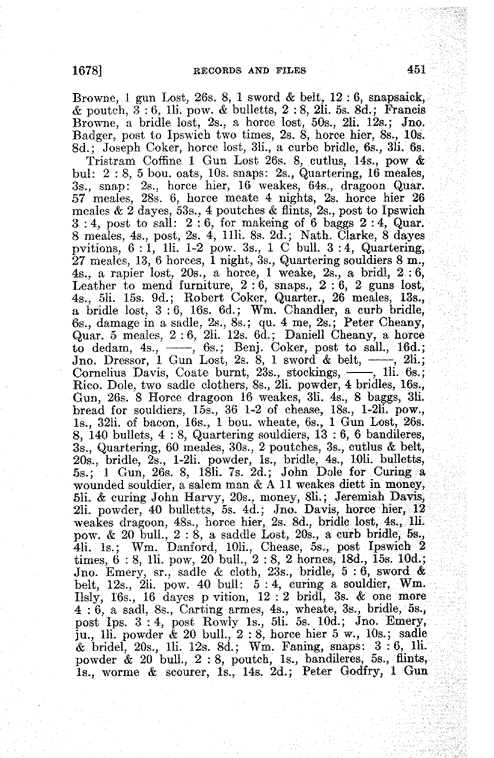 1678] RECORDS AND FILES 451
Browne, 1 gun Lost, 26s. 8, 1 sword & belt, 12 : 6, snapsaick,
& poutch, 3 : 6, 1li. pow. & bulletts, 2 : 8, 2li. 5s. 8d.; Francis
Browne, a bridle lost, 2s., a horce lost, 50s., 2li. 12s.; Jno.
Badger, post to Ipswich two times, 2s. 8, horce hier, 8s., 10s.
8d.; Joseph Coker, horce lost, 3li., a curbe bridle, 6s., 3li. 6s.
Tristram Coffine 1 Gun Lost 26s. 8, cutlus, 14s., pow &
bul: 2 : 8, 5 bou. oats, 10s. snaps: 2s., Quartering, 16 meales,
3s., snap: 2s., horce hier, 16 weakes, 64s., dragoon Quar.
57 meales, 28s. 6, horce meate 4 nights, 2s. horce hier 26
meales & 2 dayes, 53s., 4 poutches & flints, 2s., post to Ipswich
3 : 4, post to sall: 2 : 6, for makeing of 6 baggs 2 : 4, Quar.
8 meales, 4s., post, 2s. 4, 11li. 8s. 2d.; Nath. Clarke, 8 dayes
pvitions, 6 : 1, 1li. 1-2 pow. 3s., 1 C bull. 3 : 4, Quartering,
27 meales, 13, 6 horces, 1 night, 3s., Quartering souldiers 8 m.,
4s., a rapier lost, 20s., a horce, 1 weake, 2s., a bridl, 2 : 6,
Leather to mend furniture, 2 : 6, snaps., 2 : 6, 2 guns lost,
4s., 5li. 15s. 9d.; Robert Coker, Quarter., 26 meales, 13s.,
a bridle lost, 3 : 6, 16s. 6d.; Wm. Chandler, a curb bridle,
6s., damage in a sadle, 2s., 8s.; qu. 4 me, 2s.; Peter Cheany,
Quar. 5 meales, 2 : 6, 2li. 12s. 6d.; Daniell Cheany, a horce
to dedam, 4s., ——, 6s.; Benj. Coker, post to sall., 16d.;
Jno. Dressor, 1 Gun Lost, 2s. 8, 1 sword & belt, ——, 2li.;
Cornelius Davis, Coate burnt, 23s., stockings, ——, 1li. 6s.;
Rico. Dole, two sadle clothers, 8s., 2li. powder, 4 bridles, 16s.,
Gun, 26s. 8 Horce dragoon 16 weakes, 3li. 4s., 8 baggs, 3li.
bread for souldiers, 15s., 36 1-2 of chease, 18s., 1-2li. pow.,
1s., 32li. of bacon, 16s., 1 bou. wheate, 6s., 1 Gun Lost, 26s.
8, 140 bullets, 4 : 8, Quartering souldiers, 13 : 6, 6 bandileres,
3s., Quartering, 60 meales, 30s., 2 poutches, 3s., cutlus & belt,
20s., bridle, 2s., 1-2li. powder, 1s., bridle, 4s., 10li. bulletts,
5s.; 1 Gun, 26s. 8, 18li. 7s. 2d.; John Dole for Curing a
wounded souldier, a salem man & A 11 weakes diett in money,
5li. & curing John Harvy, 20s., money, 8li.; Jeremiah Davis,
2li. powder, 40 bulletts, 5s. 4d.; Jno. Davis, horce hier, 12
weakes dragoon, 48s., horce hier, 2s. 8d., bridle lost, 4s., 1li.
pow. & 20 bull., 2 : 8, a saddle Lost, 20s., a curb bridle, 5s.,
4li. 1s.; Wm. Danford, 10li., Chease, 5s., post Ipswich 2
times, 6 : 8, 1li. pow, 20 bull., 2 : 8, 2 hornes, 18d., 15s. 10d.;
Jno. Emery, sr., sadle & cloth, 23s., bridle, 5 : 6, sword &
belt, 12s., 2li. pow. 40 bull: 5 : 4, curing a souldier, Wm.
Ilsly, 16s., 16 dayes p vition, 12 : 2 bridl, 3s. & one more
4 : 6, a sadl, 8s., Carting armes, 4s., wheate, 3s., bridle, 5s.,
post Ips. 3 : 4, post Rowly 1s., 5li. 5s. 10d.; Jno. Emery,
ju., 1li. powder & 20 bull., 2 : 8, horce hier 5 w., 10s.; sadle
& bridel, 20s., 1li. 12s. 8d.; Wm. Faning, snaps: 3 : 6, 1li.
powder & 20 bull., 2 : 8, poutch, 1s., bandileres, 5s., flints,
1s., worme & scourer, 1s., 14s. 2d.; Peter Godfry, 1 Gun